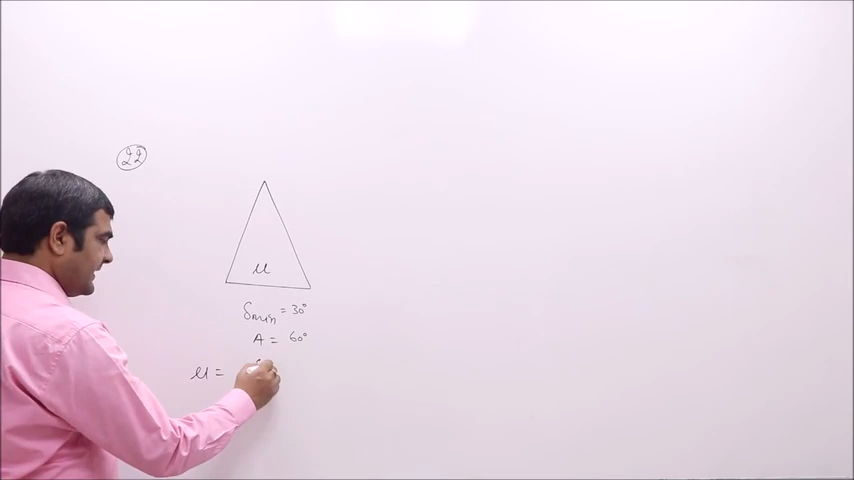 22
μ
δmin = 30°
A = 60°
μ =